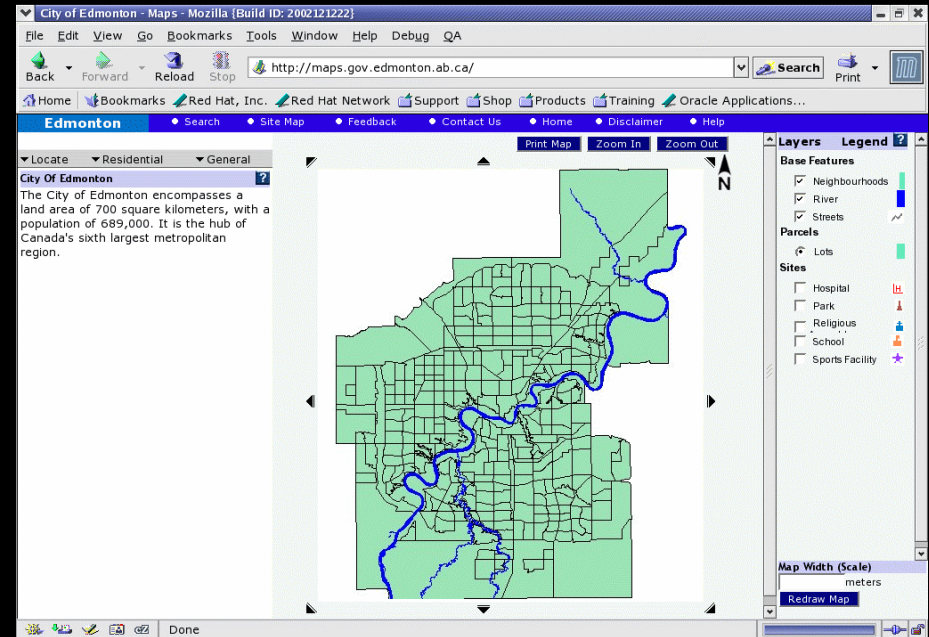 City of Edmonton - Maps - Mozilla {Build ID: 2002121222}
File Edit View Go Bookmarks Tools Window Help Debug QA
Back Forward Reload Stop http://maps.gov.edmonton.ab.ca/ Search Print
Home Bookmarks Red Hat, Inc. Red Hat Network Support Shop Products Training Oracle Applications...
Edmonton Search Site Map Feedback Contact Us Home Disclaimer Help
Print Map Zoom In Zoom Out
Locate Residential General
City Of Edmonton ?
The City of Edmonton encompasses a
land area of 700 square kilometers, with a
population of 689,000. It is the hub of
Canada's sixth largest metropolitan
region.
N
Layers Legend ?
Base Features
Neighbourhoods
River
Streets
Parcels
Lots
Sites
Hospital H
Park
Religious
School
Sports Facility
Map Width (Scale)
meters
Redraw Map
Done